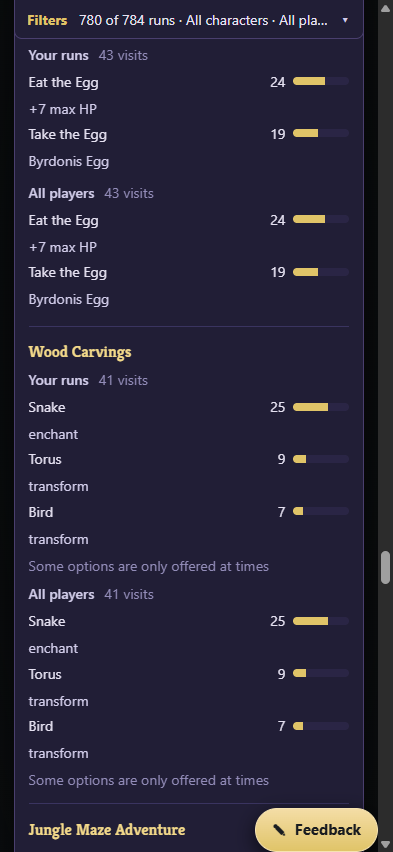 Filters 780 of 784 runs · All characters · All pla...
Your runs 43 visits
Eat the Egg 24
+7 max HP
Take the Egg 19
Byrdonis Egg
All players 43 visits
Eat the Egg 24
+7 max HP
Take the Egg 19
Byrdonis Egg
Wood Carvings
Your runs 41 visits
Snake 25
enchant
Torus 9
transform
Bird 7
transform
Some options are only offered at times
All players 41 visits
Snake 25
enchant
Torus 9
transform
Bird 7
transform
Some options are only offered at times
Jungle Maze Adventure
Feedback